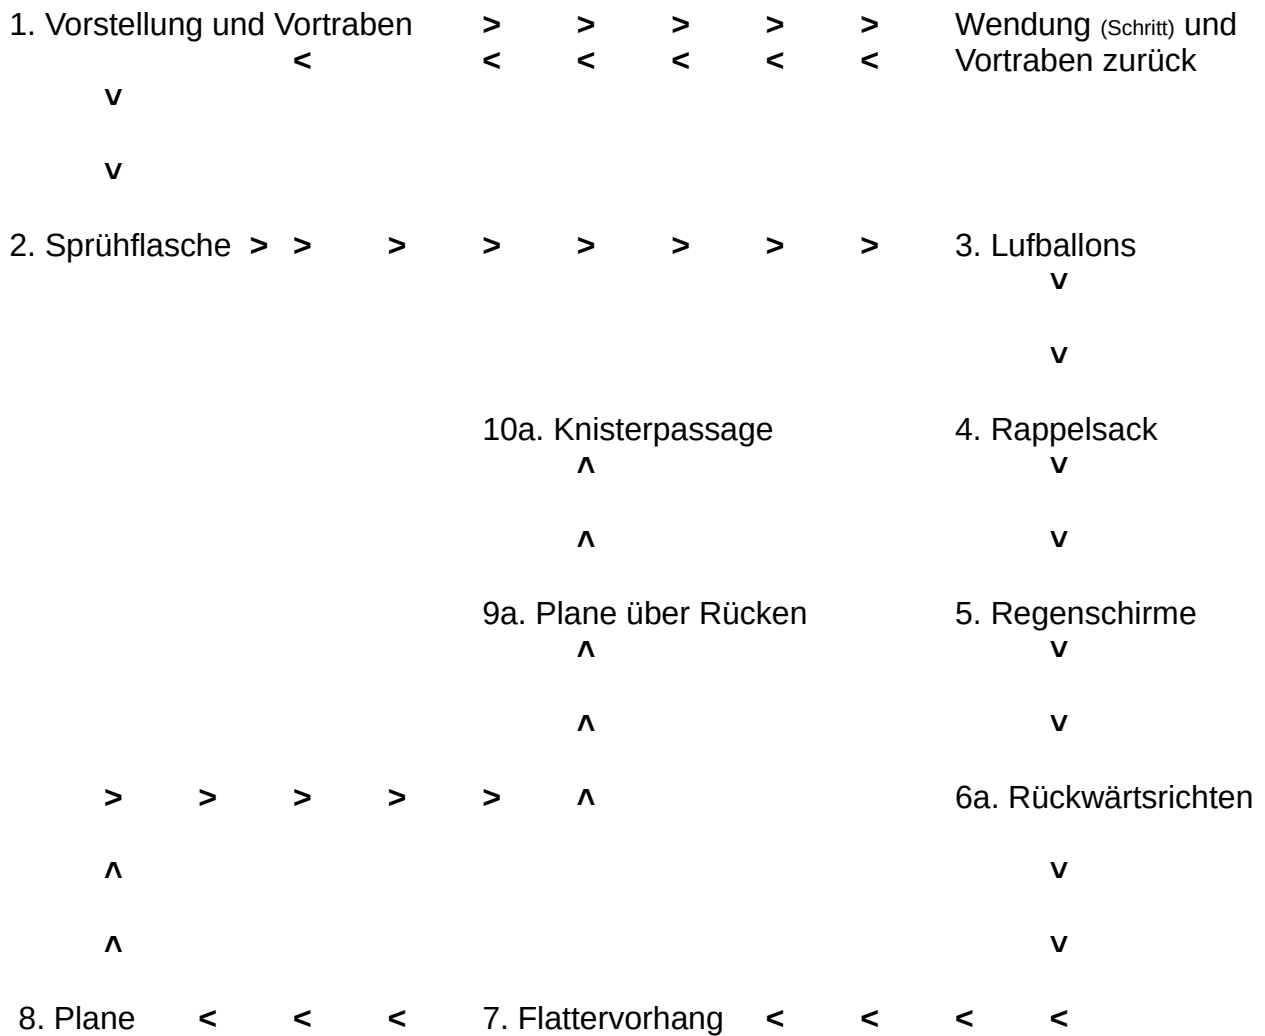 1. Vorstellung und Vortraben > > > > > Wendung (Schritt) und
< < < < < < Vortraben zurück
v
v
2. Sprühflasche > > > > > > > > 3. Lufballons
v
v
10a. Knisterpassage 4. Rappelsack
ʌ v
ʌ v
9a. Plane über Rücken 5. Regenschirme
ʌ v
ʌ v
> > > > > ʌ 6a. Rückwärtsrichten
ʌ v
ʌ v
8. Plane < < < 7. Flattervorhang < < < <